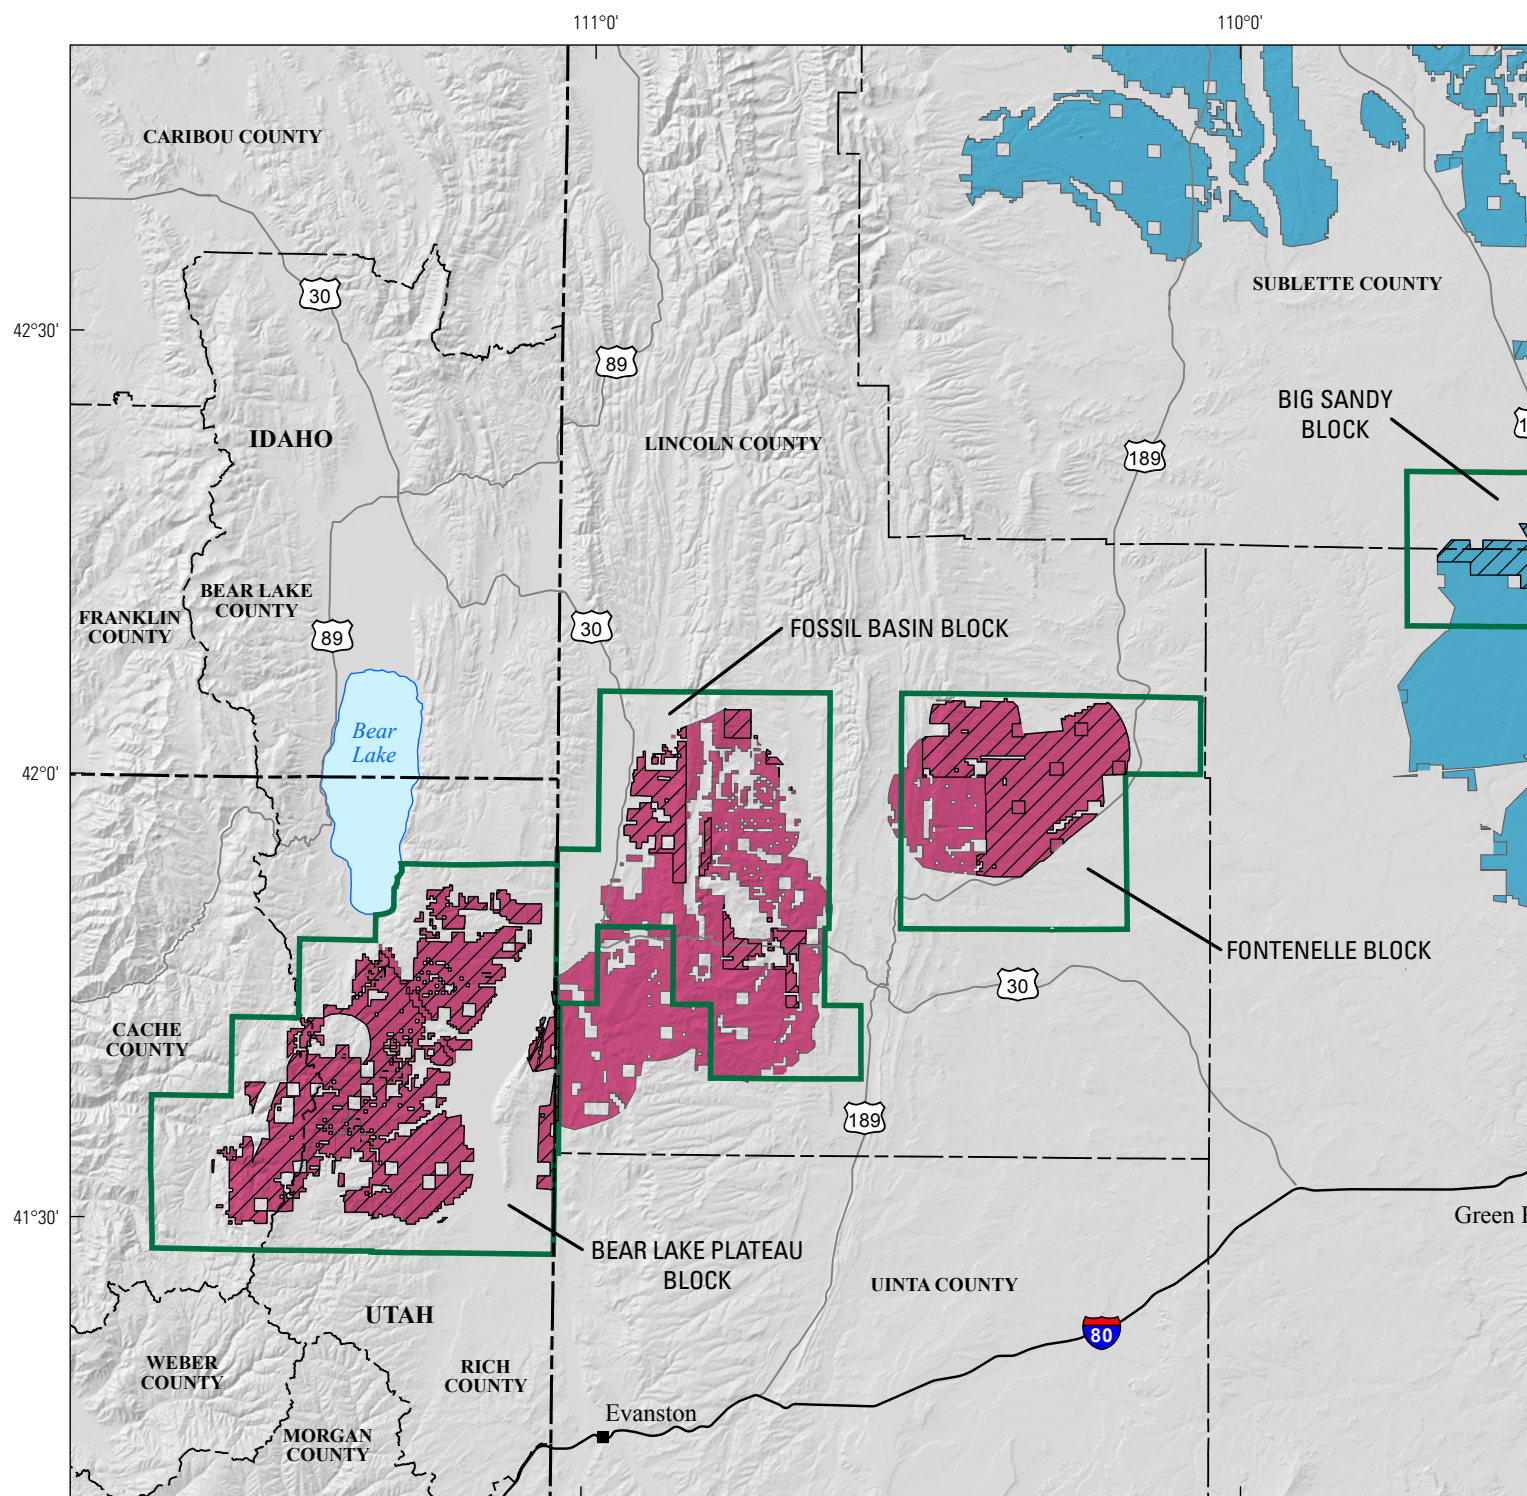 111°0'
110°0'
CARIBOU COUNTY
SUBLETTE COUNTY
30
42°30'
89
BIG SANDY
BLOCK
IDAHO
LINCOLN COUNTY
189
BEAR LAKE
COUNTY
FRANKLIN
COUNTY
89
30
FOSSIL BASIN BLOCK
Bear
Lake
42°0'
FONTENELLE BLOCK
30
CACHE
COUNTY
189
41°30'
Green
BEAR LAKE PLATEAU
BLOCK
UINTA COUNTY
UTAH
80
WEBER
COUNTY
RICH
COUNTY
Evanston
MORGAN
COUNTY